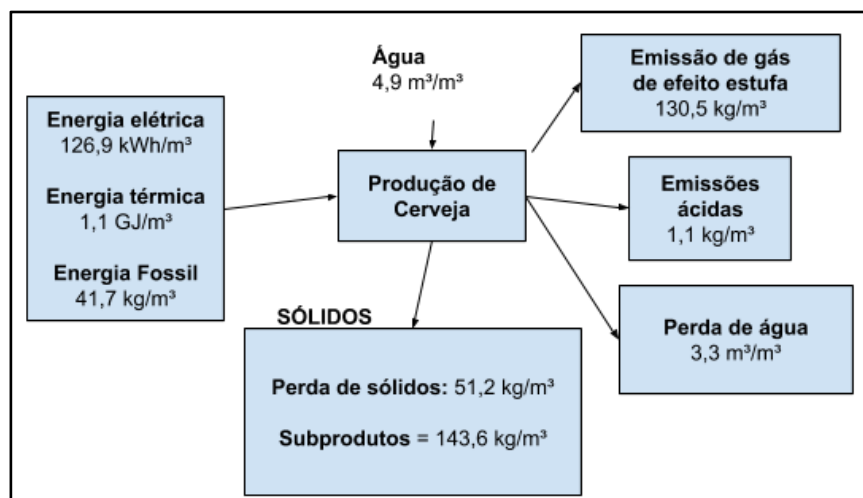 Água
4,9 m³/m³
Emissão de gás
de efeito estufa
130,5 kg/m³
Energia elétrica
126,9 kWh/m³
Energia térmica
1,1 GJ/m³
Energia Fossil
41,7 kg/m³
Produção de
Cerveja
Emissões
ácidas
1,1 kg/m³
Perda de água
3,3 m³/m³
SÓLIDOS
Perda de sólidos: 51,2 kg/m³
Subprodutos = 143,6 kg/m³